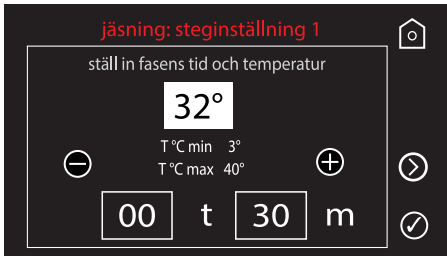 jäsning: steginställning 1
ställ in fasens tid och temperatur
32°
T °C min 3°
T °C max 40°
00 t 30 m